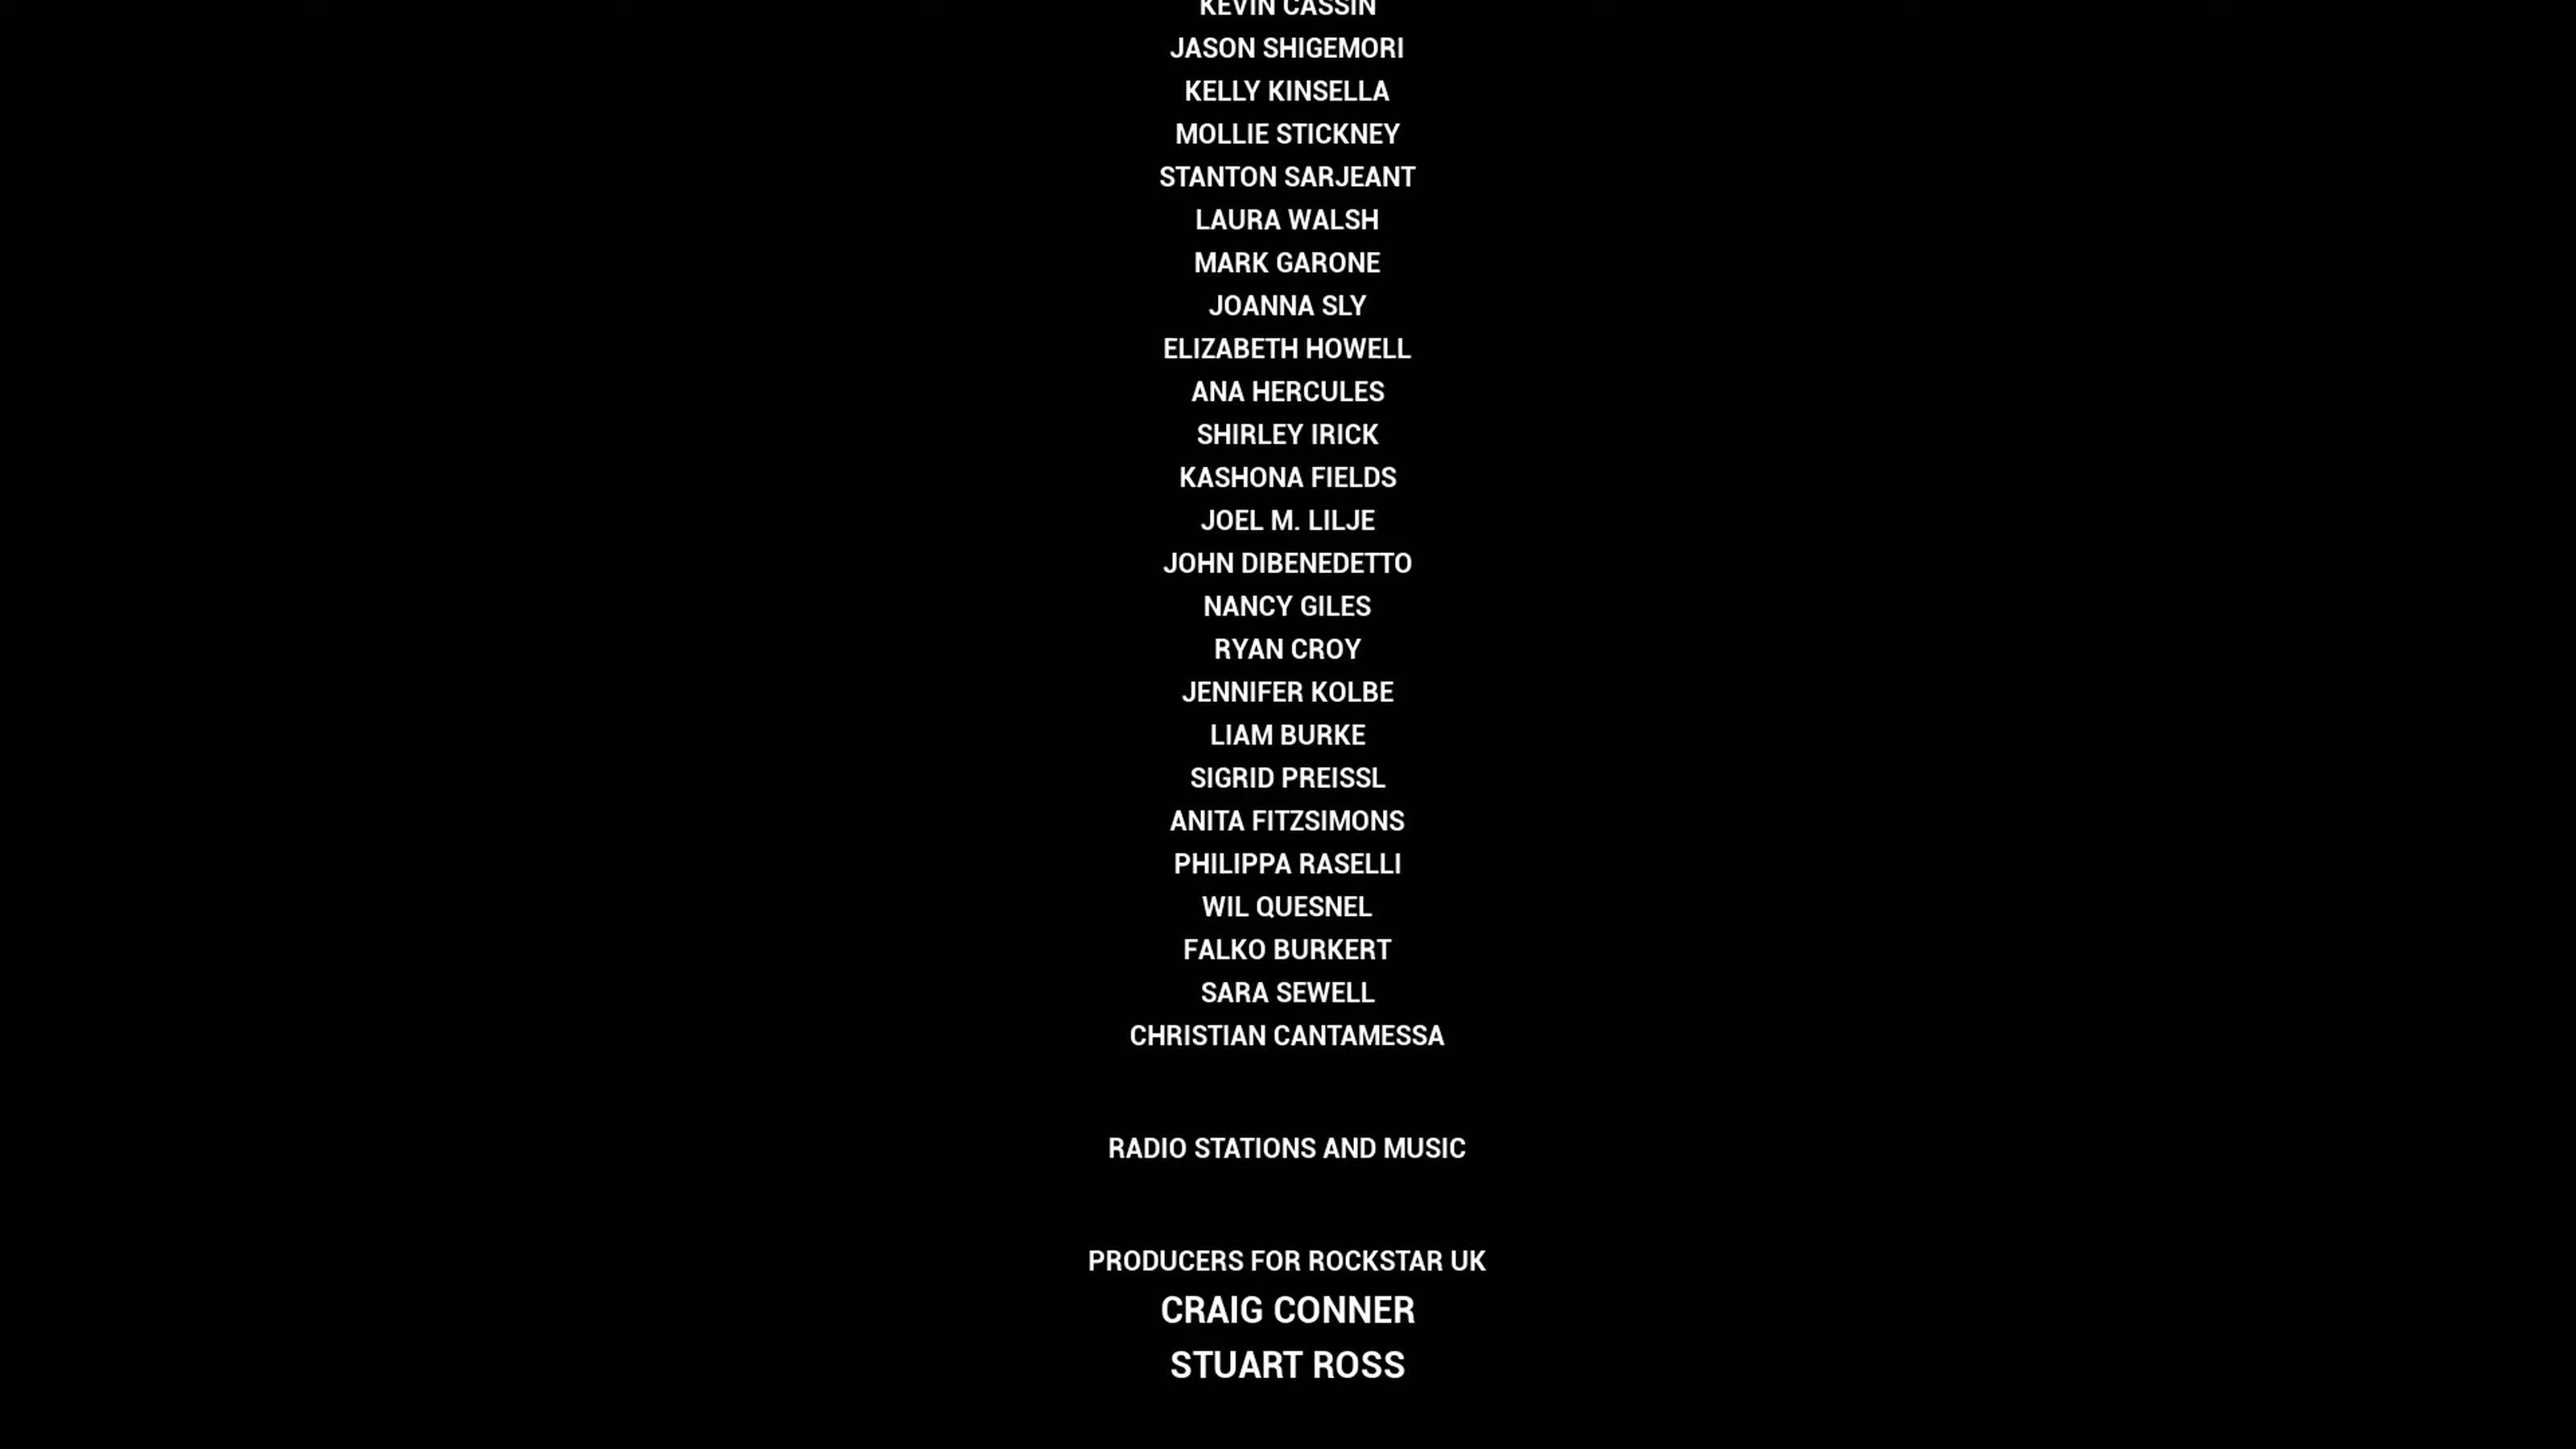 KEVIN CASSIN
JASON SHIGEMORI
KELLY KINSELLA
MOLLIE STICKNEY
STANTON SARJEANT
LAURA WALSH
MARK GARONE
JOANNA SLY
ELIZABETH HOWELL
ANA HERCULES
SHIRLEY IRICK
KASHONA FIELDS
JOEL M. LILJE
JOHN DIBENEDETTO
NANCY GILES
RYAN CROY
JENNIFER KOLBE
LIAM BURKE
SIGRID PREISSL
ANITA FITZSIMONS
PHILIPPA RASELLI
WIL QUESNEL
FALKO BURKERT
SARA SEWELL
CHRISTIAN CANTAMESSA
RADIO STATIONS AND MUSIC
PRODUCERS FOR ROCKSTAR UK
CRAIG CONNER
STUART ROSS